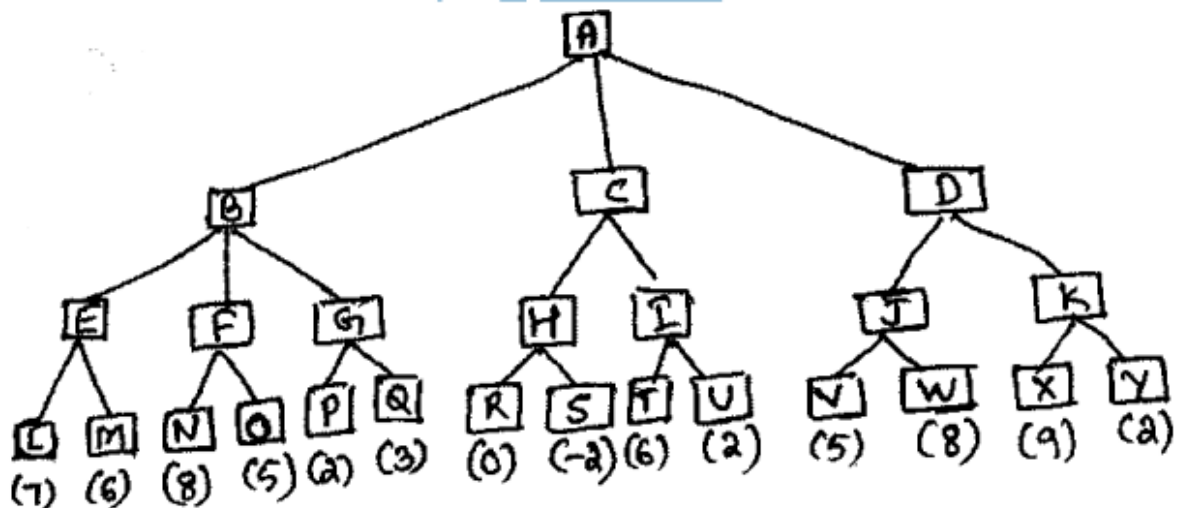 A
B C D
E F G H I J K
L M N O P Q R S T U V W X Y
(7) (6) (8) (5) (2) (3) (0) (-2) (6) (2) (5) (8) (9) (2)